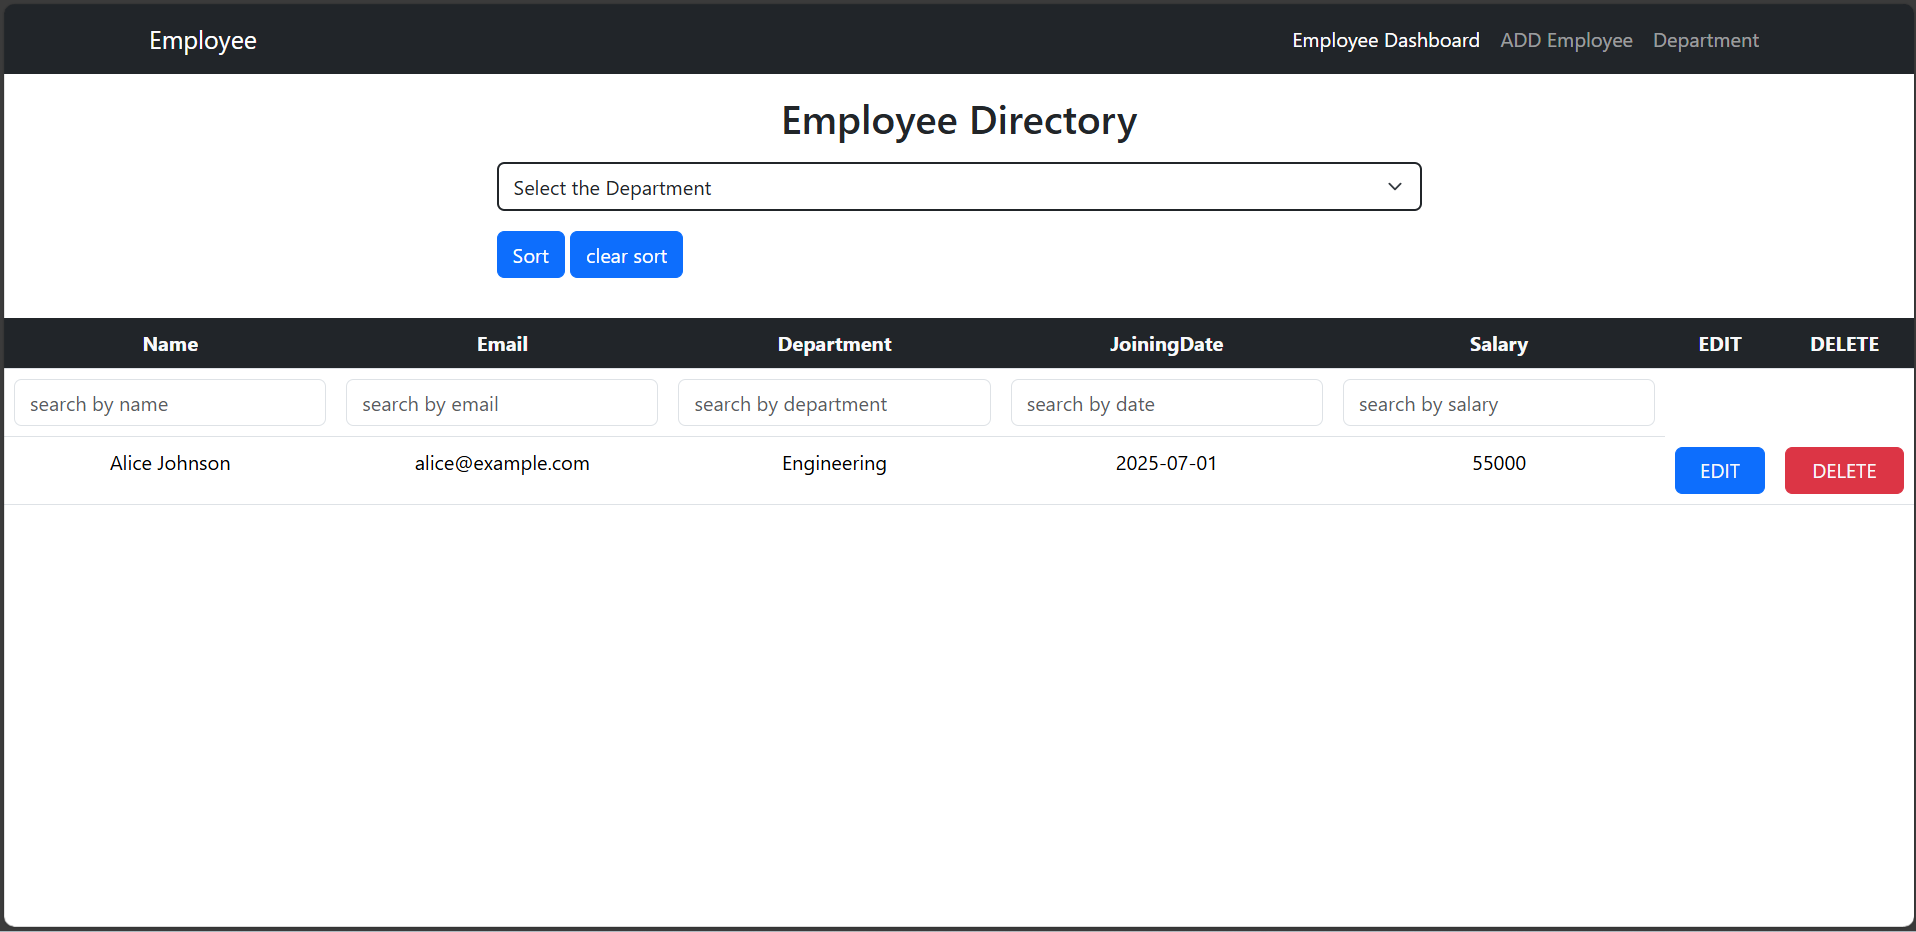 Employee Employee Dashboard ADD Employee Department
Employee Directory
Select the Department
Sort clear sort
Name Email Department JoiningDate Salary EDIT DELETE
search by name search by email search by department search by date search by salary
Alice Johnson alice@example.com Engineering 2025-07-01 55000 EDIT DELETE